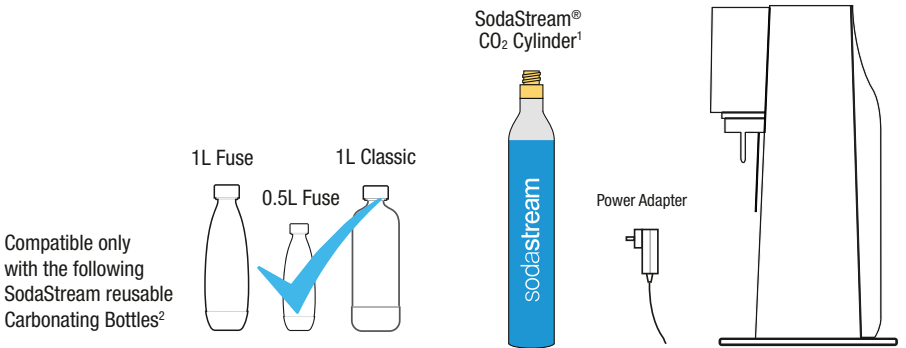 SodaStream®
CO₂ Cylinder¹
1L Fuse
1L Classic
0.5L Fuse
Power Adapter
Compatible only
with the following
SodaStream reusable
Carbonating Bottles²
sodastream